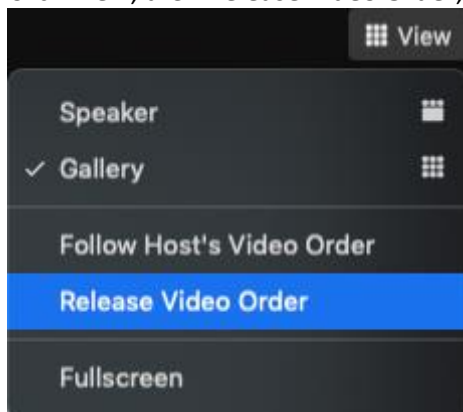 View
Speaker
✓ Gallery
Follow Host's Video Order
Release Video Order
Fullscreen